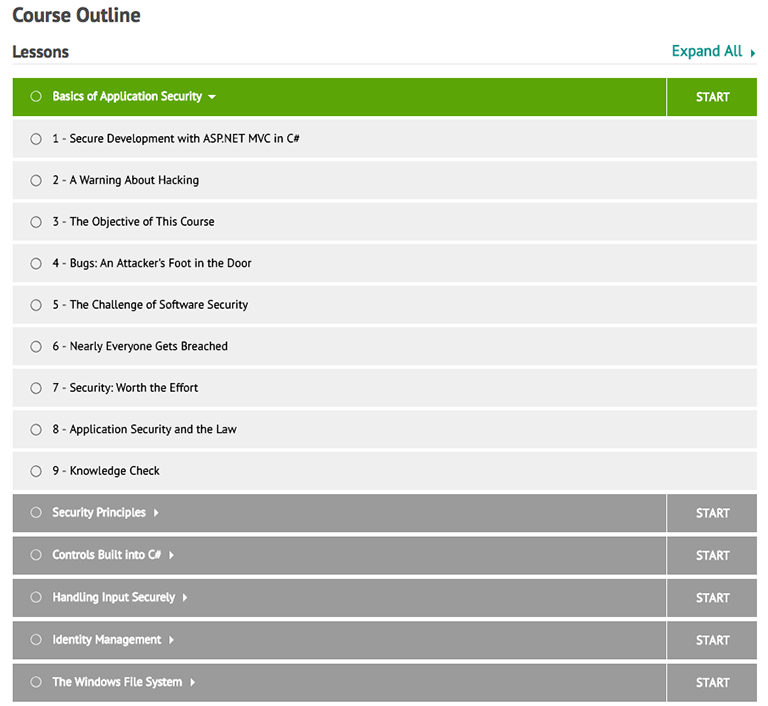 Course Outline
Lessons
Expand All
Basics of Application Security
START
1 - Secure Development with ASP.NET MVC in C#
2 - A Warning About Hacking
3 - The Objective of This Course
4 - Bugs: An Attacker's Foot in the Door
5 - The Challenge of Software Security
6 - Nearly Everyone Gets Breached
7 - Security: Worth the Effort
8 - Application Security and the Law
9 - Knowledge Check
Security Principles
START
Controls Built into C#
START
Handling Input Securely
START
Identity Management
START
The Windows File System
START